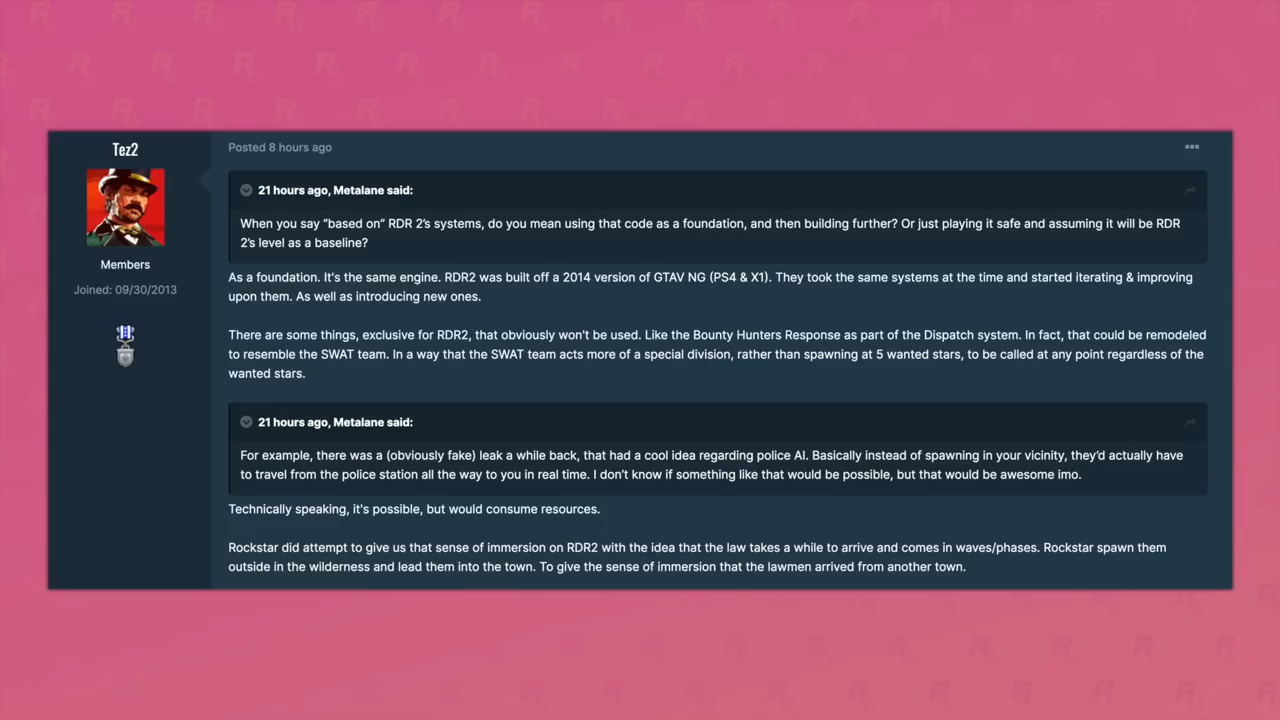 Tez2
Members
Joined: 09/30/2013
Posted 8 hours ago
21 hours ago, Metalane said:
When you say “based on” RDR 2’s systems, do you mean using that code as a foundation, and then building further? Or just playing it safe and assuming it will be RDR
2’s level as a baseline?
As a foundation. It's the same engine. RDR2 was built off a 2014 version of GTAV NG (PS4 & X1). They took the same systems at the time and started iterating & improving
upon them. As well as introducing new ones.
There are some things, exclusive for RDR2, that obviously won't be used. Like the Bounty Hunters Response as part of the Dispatch system. In fact, that could be remodeled
to resemble the SWAT team. In a way that the SWAT team acts more of a special division, rather than spawning at 5 wanted stars, to be called at any point regardless of the
wanted stars.
21 hours ago, Metalane said:
For example, there was a (obviously fake) leak a while back, that had a cool idea regarding police AI. Basically instead of spawning in your vicinity, they’d actually have
to travel from the police station all the way to you in real time. I don’t know if something like that would be possible, but that would be awesome imo.
Technically speaking, it's possible, but would consume resources.
Rockstar did attempt to give us that sense of immersion on RDR2 with the idea that the law takes a while to arrive and comes in waves/phases. Rockstar spawn them
outside in the wilderness and lead them into the town. To give the sense of immersion that the lawmen arrived from another town.